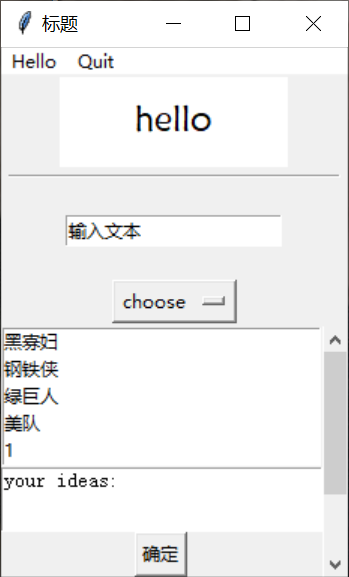 标题
Hello Quit
hello
输入文本
choose
黑寡妇
钢铁侠
绿巨人
美队
1
your ideas:
确定